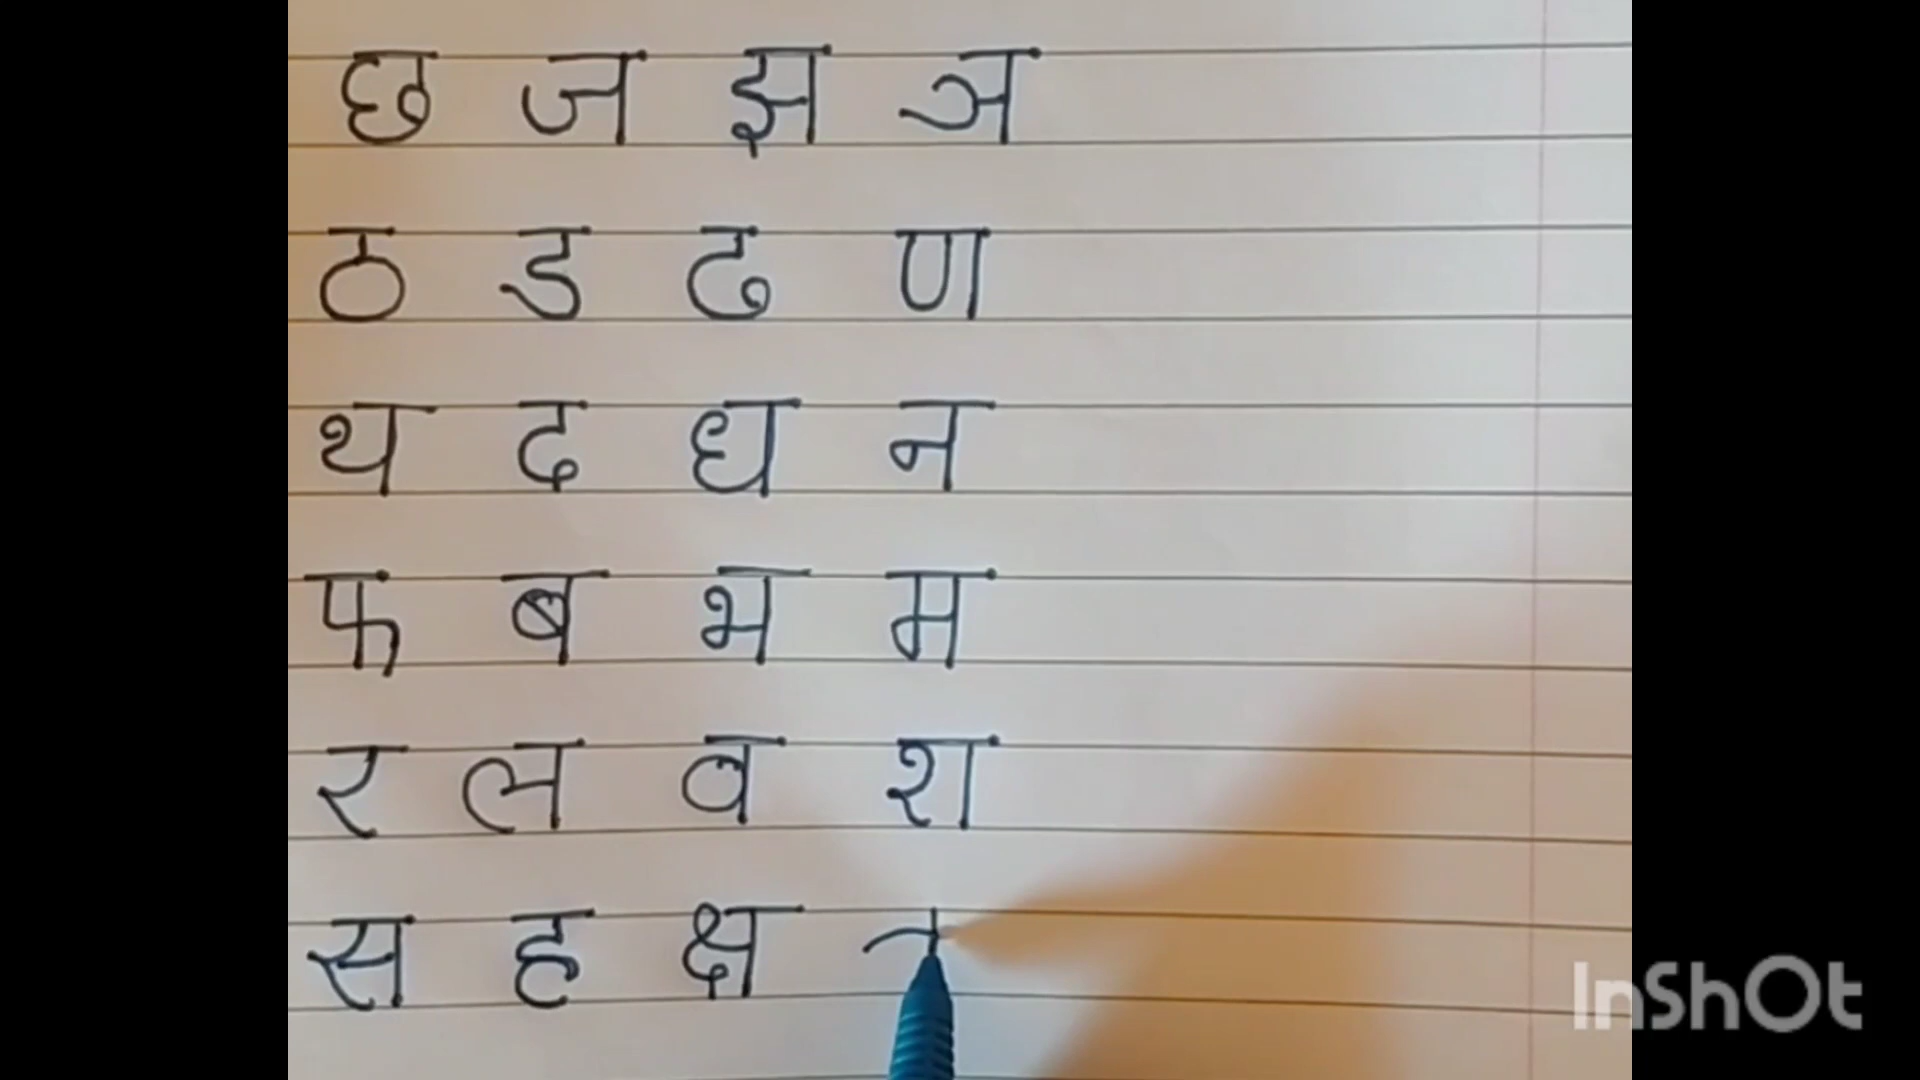 छ ज झ ञ
ठ ड ढ ण
थ द ध न
फ ब भ म
र ल व श
स ह क्ष
InShOt